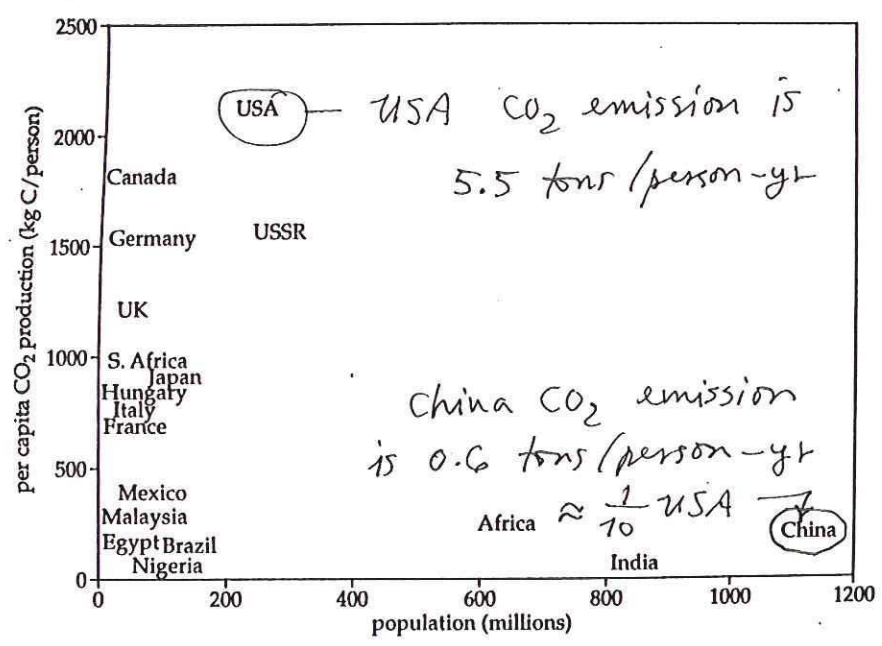 2500
USA — USA CO₂ emission is
2000
Canada
5.5 tons/person-yr
per capita CO₂ production (kg C/person)
1500
Germany
USSR
UK
1000
S. Africa
Japan
Hungary
Italy
France
China CO₂ emission
is 0.6 tons/person-yr
500
Mexico
Malaysia
Africa ≈ 1/10 USA → China
Egypt Brazil
Nigeria
India
0
0 200 400 600 800 1000 1200
population (millions)